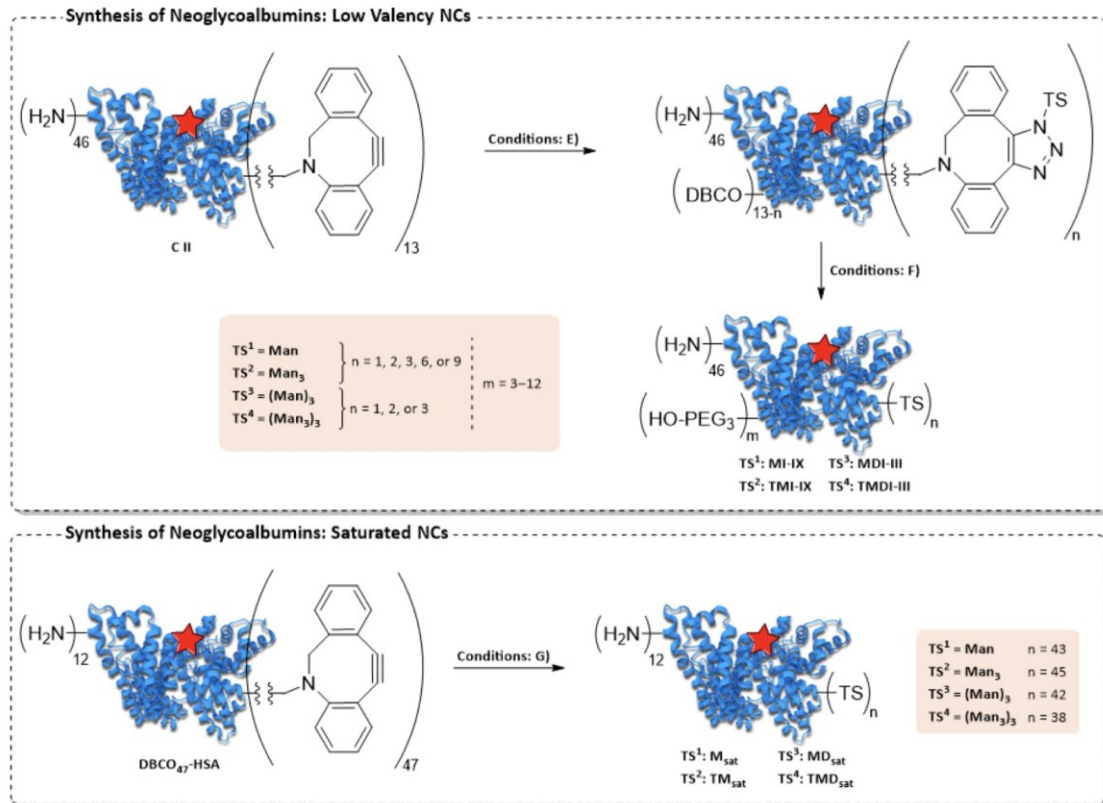 Synthesis of Neoglycoalbumins: Low Valency NCs
(H₂N)₄₆
N
13
C II
Conditions: E)
(H₂N)₄₆
(DBCO)₁₃₋ₙ
N
TS
N
N
N
n
Conditions: F)
TS¹ = Man
TS² = Man₃
n = 1, 2, 3, 6, or 9
TS³ = (Man)₃
TS⁴ = (Man₃)₃
n = 1, 2, or 3
m = 3–12
(H₂N)₄₆
(HO-PEG₃)ₘ
(TS)ₙ
TS¹: MI-IX TS³: MDI-III
TS²: TMI-IX TS⁴: TMDI-III
Synthesis of Neoglycoalbumins: Saturated NCs
(H₂N)₁₂
N
47
DBCO₄₇-HSA
Conditions: G)
(H₂N)₁₂
(TS)ₙ
TS¹: Msat TS³: MDsat
TS²: TMsat TS⁴: TMDsat
TS¹ = Man n = 43
TS² = Man₃ n = 45
TS³ = (Man)₃ n = 42
TS⁴ = (Man₃)₃ n = 38